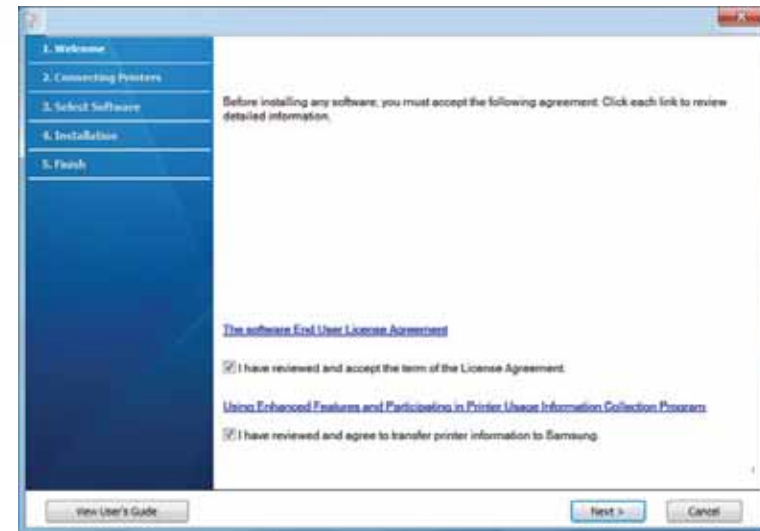 1. Welcome
2. Connecting Printers
3. Select Software
4. Installation
5. Finish
Before installing any software, you must accept the following agreement. Click each link to review
detailed information.
The software End User License Agreement
I have reviewed and accept the term of the License Agreement.
Using Enhanced Features and Participating in Printer Usage Information Collection Program
I have reviewed and agree to transfer printer information to Samsung.
View User's Guide
Next >
Cancel